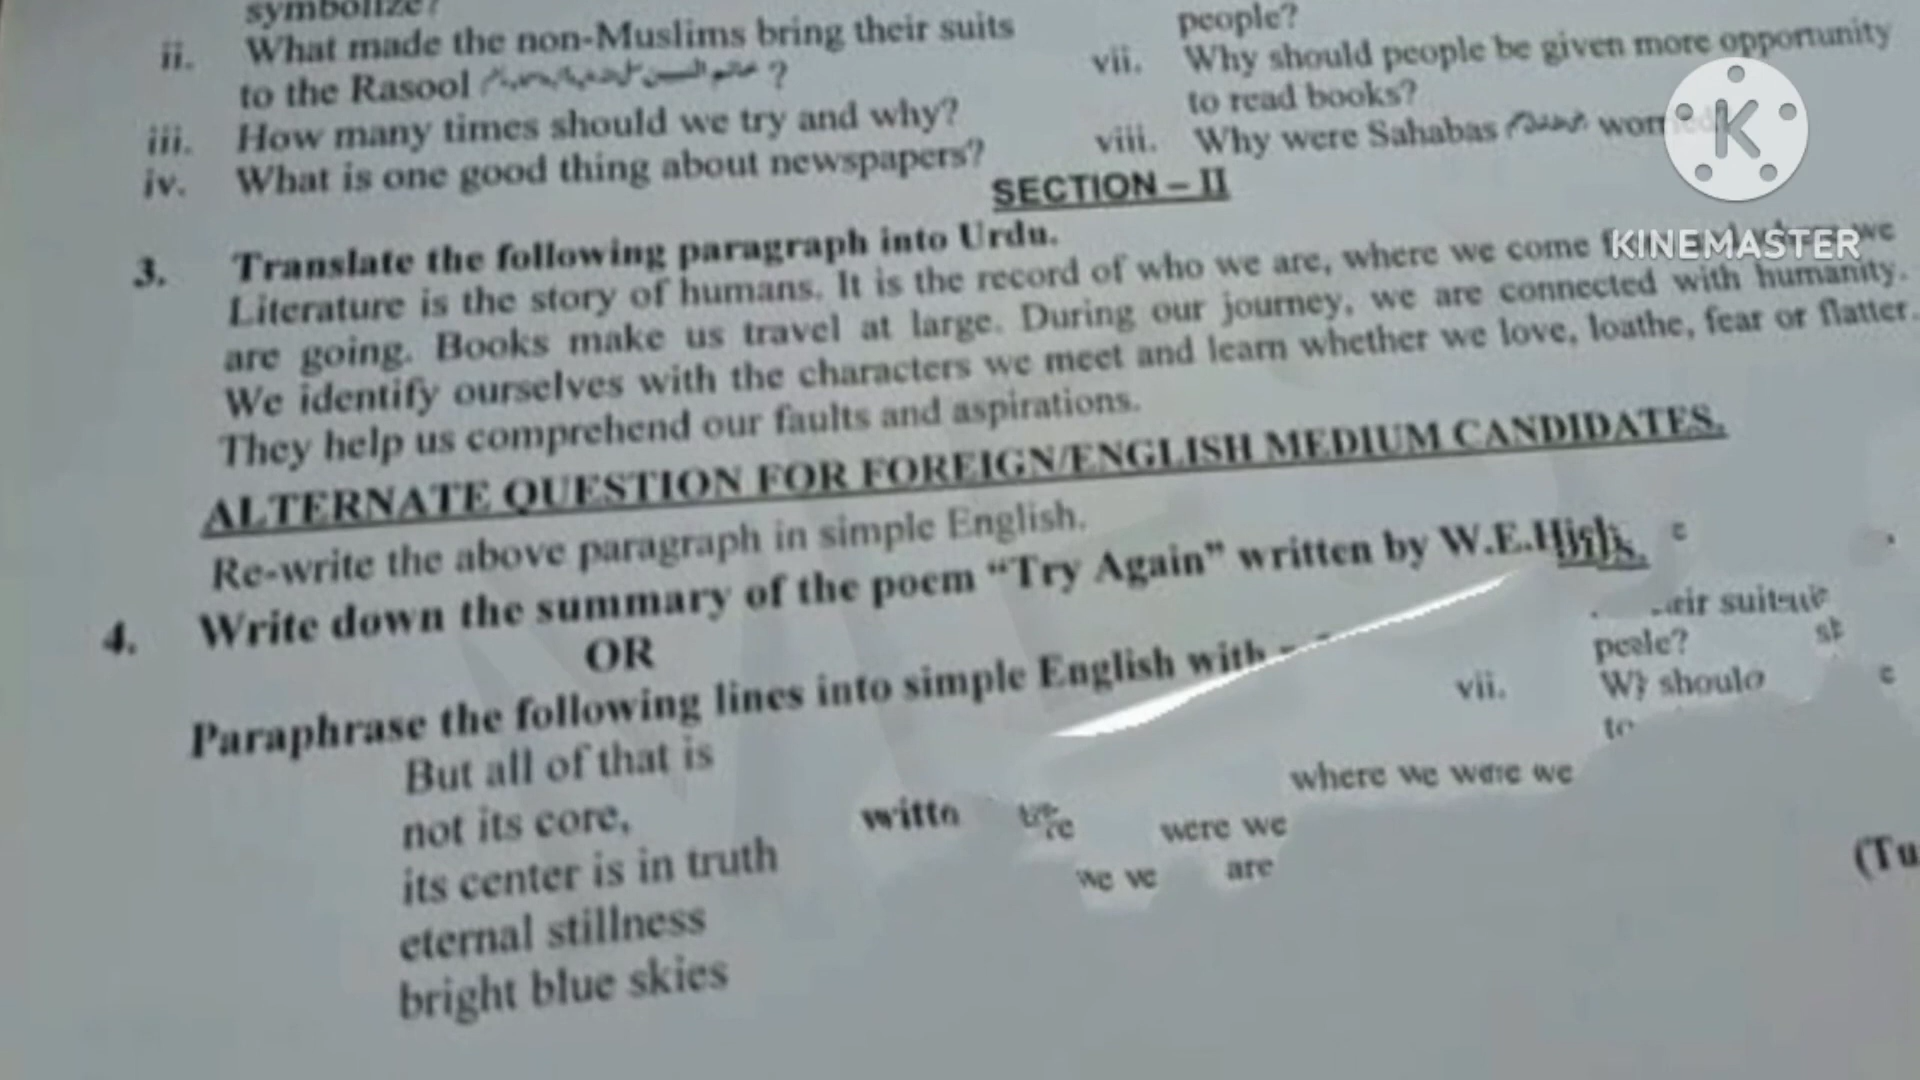 symbolize?
ii. What made the non-Muslims bring their suits
to the Rasool ?
iii. How many times should we try and why?
iv. What is one good thing about newspapers?
people?
vii. Why should people be given more opportunity
to read books?
viii. Why were Sahabas
K
KINEMASTER
SECTION – II
3. Translate the following paragraph into Urdu.
Literature is the story of humans. It is the record of who we are, where we come we
are going. Books make us travel at large. During our journey, we are connected with humanity.
We identify ourselves with the characters we meet and learn whether we love, loathe, fear or flatter.
They help us comprehend our faults and aspirations.
ALTERNATE QUESTION FOR FOREIGN/ENGLISH MEDIUM CANDIDATES.
Re-write the above paragraph in simple English.
4. Write down the summary of the poem “Try Again” written by W.E.
OR
Paraphrase the following lines into simple English with
But all of that is
not its core,
its center is in truth
eternal stillness
bright blue skies
vii.
to
where we we
were we
we
are
(Tu